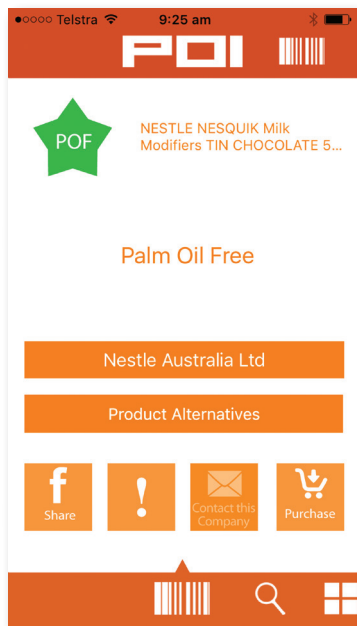 Telstra 9:25 am
POI
POF
NESTLE NESQUIK Milk
Modifiers TIN CHOCOLATE 5...
Palm Oil Free
Nestle Australia Ltd
Product Alternatives
f
Share
!
Contact this
Company
Purchase